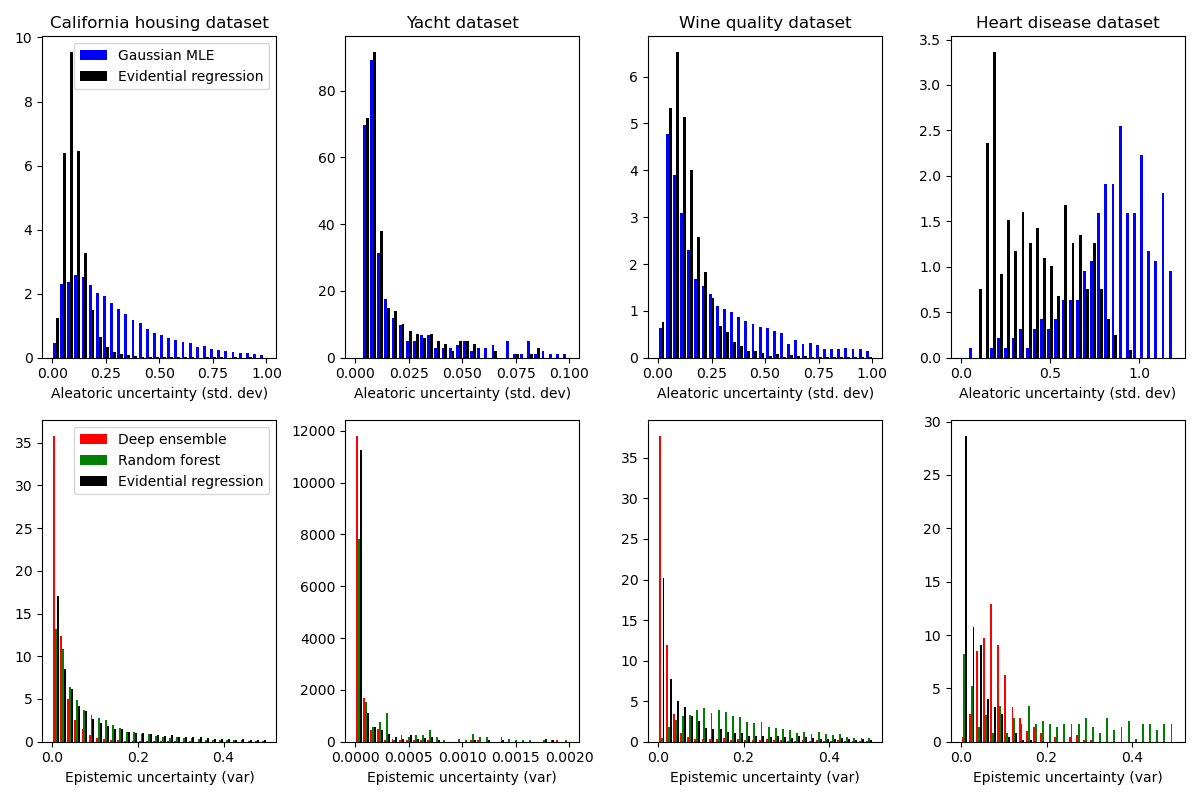 California housing dataset
Gaussian MLE
Evidential regression
10
8
6
4
2
0
0.00 0.25 0.50 0.75 1.00
Aleatoric uncertainty (std. dev)
Yacht dataset
80
60
40
20
0
0.000 0.025 0.050 0.075 0.100
Aleatoric uncertainty (std. dev)
Wine quality dataset
6
5
4
3
2
1
0
0.00 0.25 0.50 0.75 1.00
Aleatoric uncertainty (std. dev)
Heart disease dataset
3.5
3.0
2.5
2.0
1.5
1.0
0.5
0.0
0.0 0.5 1.0
Aleatoric uncertainty (std. dev)
Deep ensemble
Random forest
Evidential regression
35
30
25
20
15
10
5
0
0.0 0.2 0.4
Epistemic uncertainty (var)
12000
10000
8000
6000
4000
2000
0
0.0000 0.0005 0.0010 0.0015 0.0020
Epistemic uncertainty (var)
35
30
25
20
15
10
5
0
0.0 0.2 0.4
Epistemic uncertainty (var)
30
25
20
15
10
5
0
0.0 0.2 0.4
Epistemic uncertainty (var)